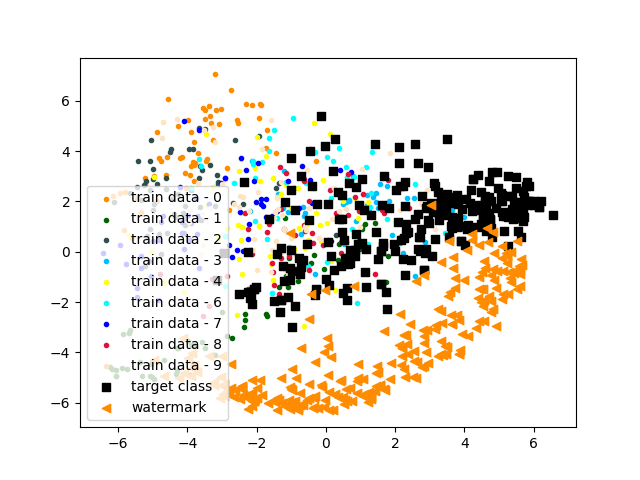 6
4
2
0
−2
−4
−6
train data - 0
train data - 1
train data - 2
train data - 3
train data - 4
train data - 6
train data - 7
train data - 8
train data - 9
target class
watermark
−6 −4 −2 0 2 4 6